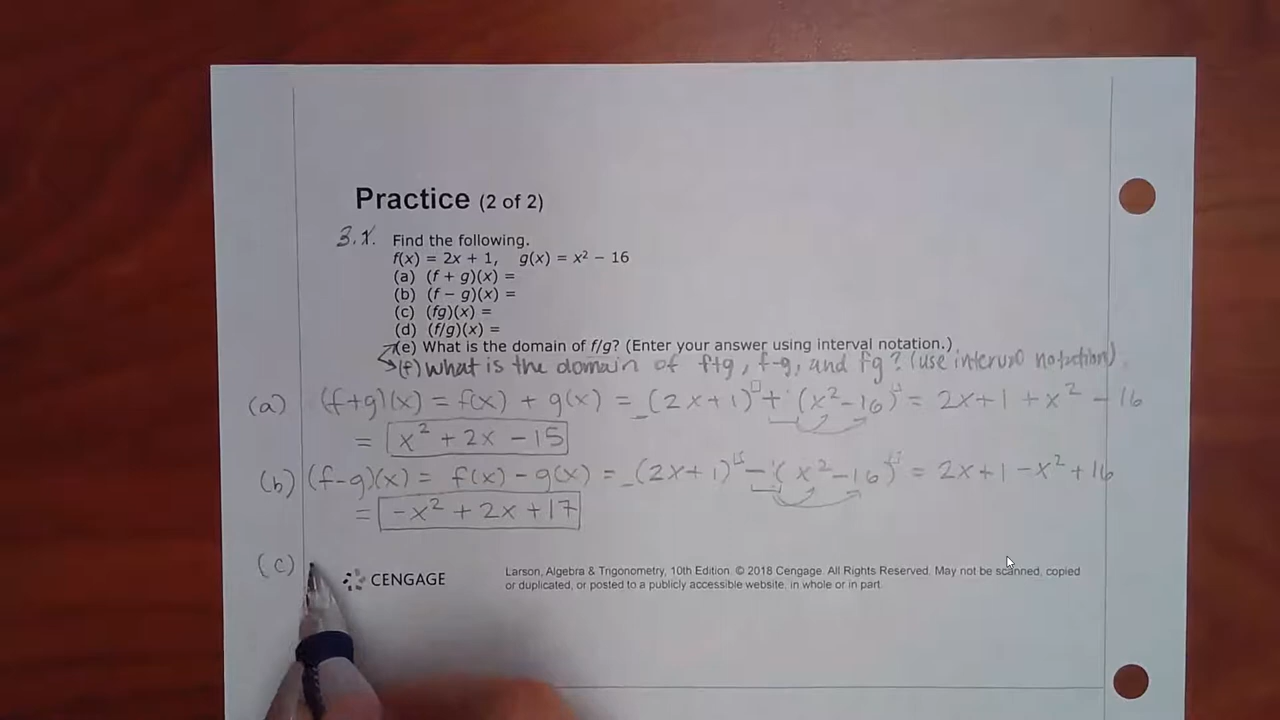 Practice (2 of 2)
3.1. Find the following.
f(x) = 2x + 1, g(x) = x² − 16
(a) (f + g)(x) =
(b) (f − g)(x) =
(c) (fg)(x) =
(d) (f/g)(x) =
(e) What is the domain of f/g? (Enter your answer using interval notation.)
(f) what is the domain of f+g, f-g, and fg? (use interval notation).
(a) (f+g)(x) = f(x) + g(x) = (2x+1) + (x²-16) = 2x+1+x²-16
= x² + 2x - 15
(b) (f-g)(x) = f(x) - g(x) = (2x+1) - (x²-16) = 2x+1-x²+16
= -x² + 2x + 17
(c)
CENGAGE
Larson, Algebra & Trigonometry, 10th Edition. © 2018 Cengage. All Rights Reserved. May not be scanned, copied
or duplicated, or posted to a publicly accessible website, in whole or in part.